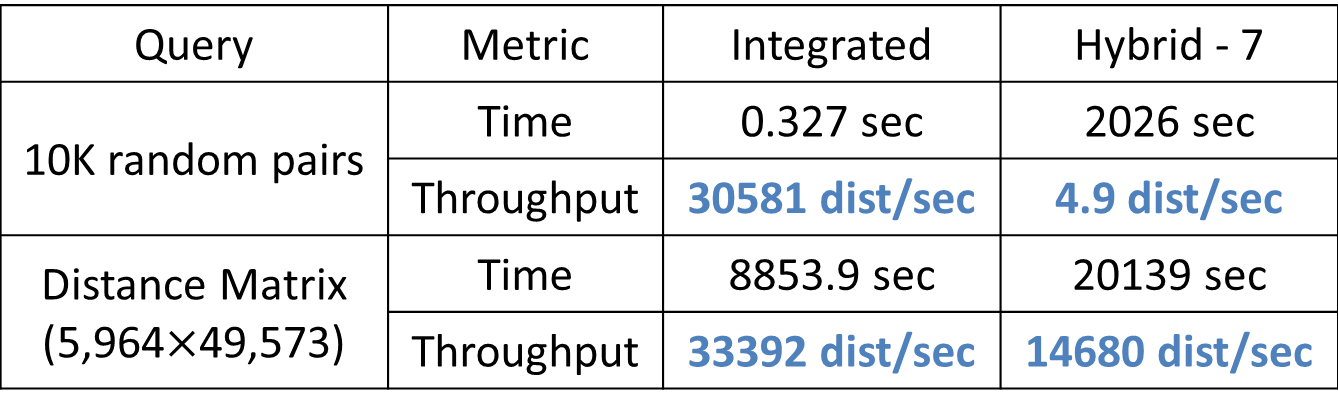 Query Metric Integrated Hybrid - 7
10K random pairs Time 0.327 sec 2026 sec
Throughput 30581 dist/sec 4.9 dist/sec
Distance Matrix
(5,964×49,573) Time 8853.9 sec 20139 sec
Throughput 33392 dist/sec 14680 dist/sec